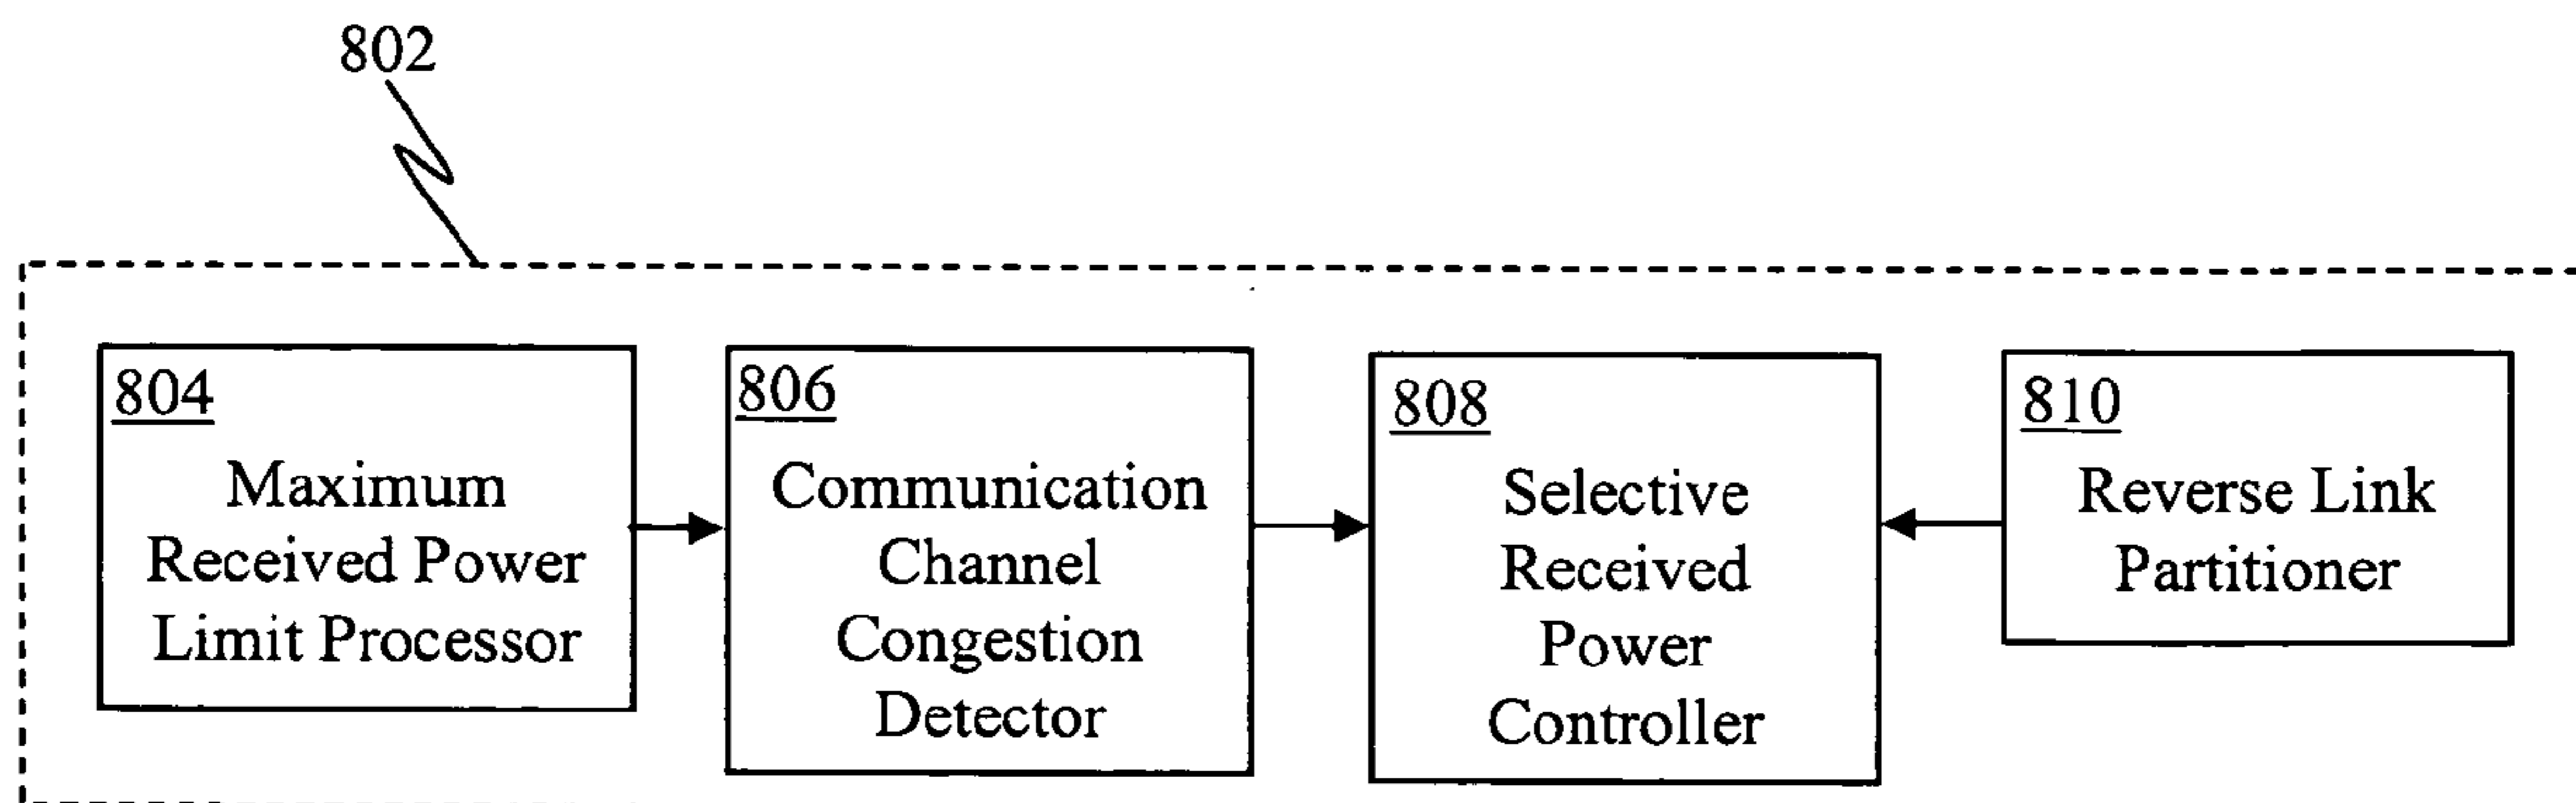 802
804
Maximum
Received Power
Limit Processor
806
Communication
Channel
Congestion
Detector
808
Selective
Received
Power
Controller
810
Reverse Link
Partitioner